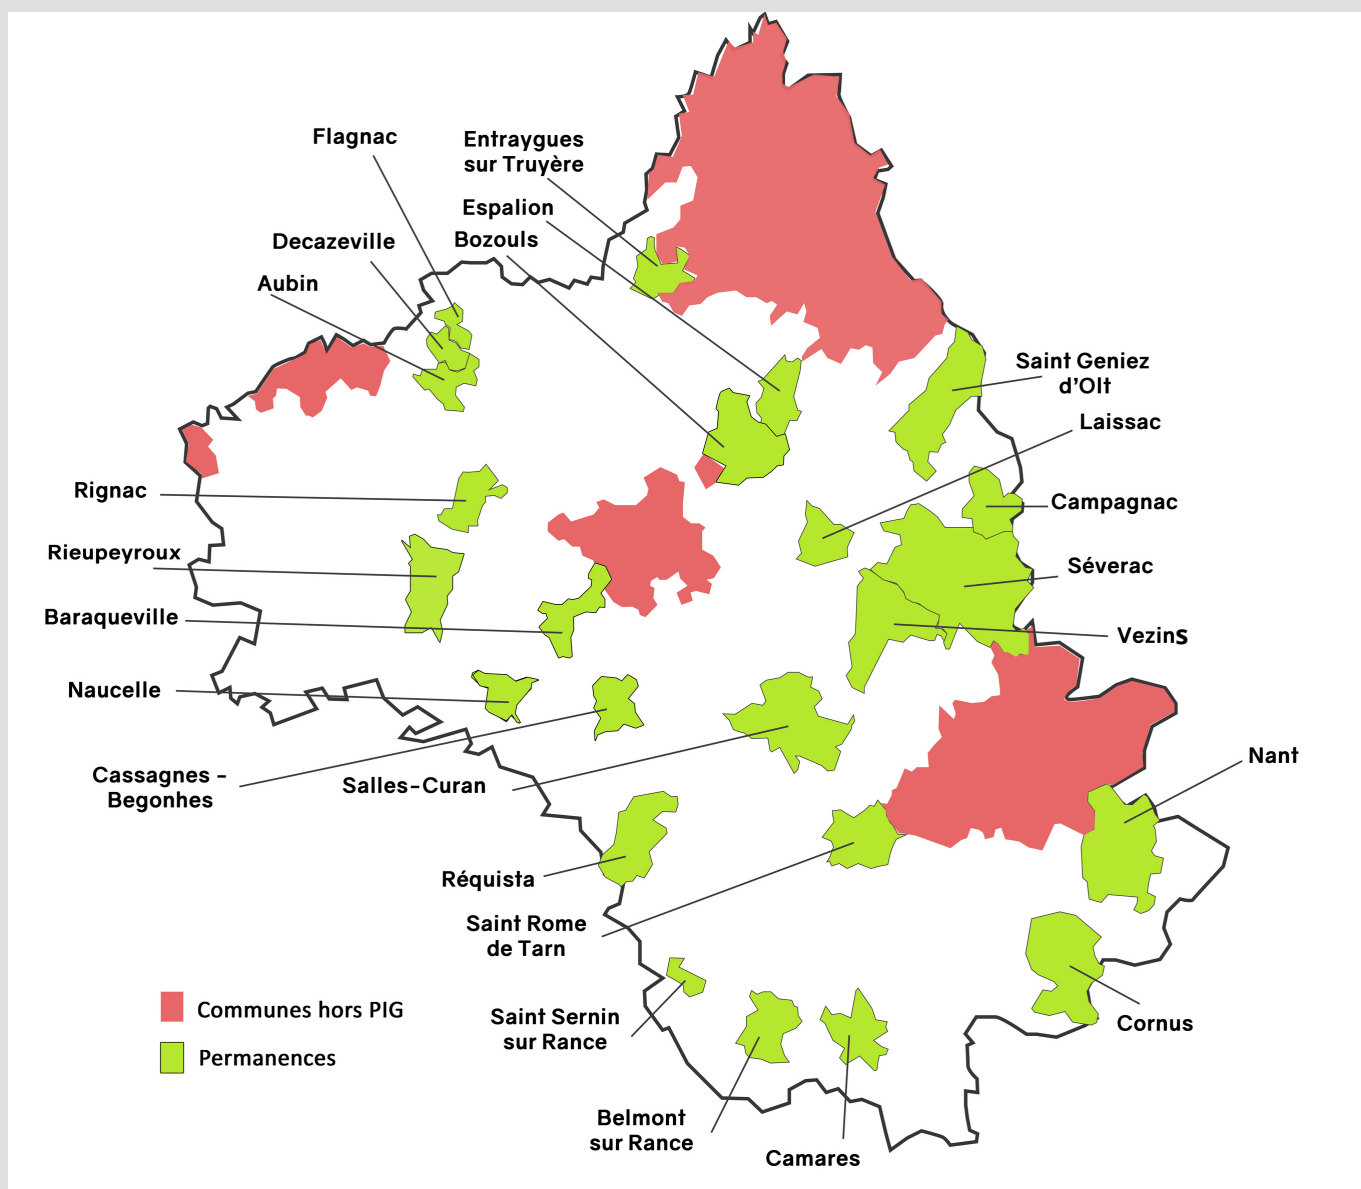 Flagnac
Entraygues
sur Truyère
Espalion
Bozouls
Decazeville
Aubin
Saint Geniez
d'Olt
Laissac
Rignac
Campagnac
Rieupeyroux
Séverac
Baraqueville
Vezins
Naucelle
Nant
Cassagnes -
Begonhes
Salles-Curan
Réquista
Saint Rome
de Tarn
Communes hors PIG
Saint Sernin
sur Rance
Cornus
Permanences
Belmont
sur Rance
Camares